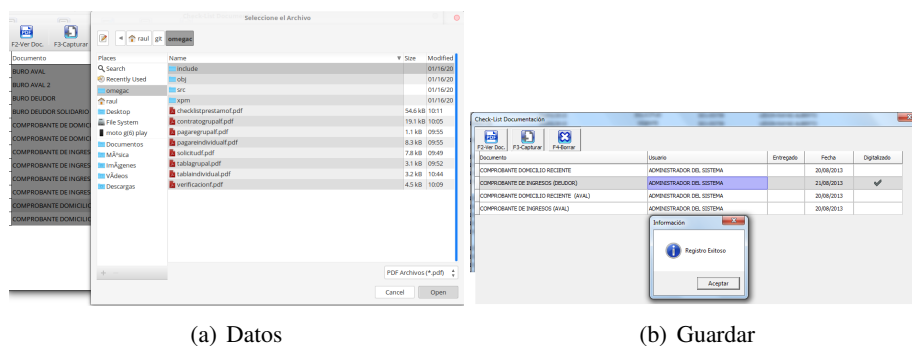 Seleccione el Archivo
F2-Ver Doc. F3-Capturar
raul git omegac
Documento
BURO AVAL
BURO AVAL 2
BURO DEUDOR
BURO DEUDOR SOLIDARIO
COMPROBANTE DE DOMIC
COMPROBANTE DE DOMICI
COMPROBANTE DE INGRES
COMPROBANTE DE INGRES
COMPROBANTE DE INGRES
COMPROBANTE DE INGRES
COMPROBANTE DOMICILIO
COMPROBANTE DOMICILIC
Places
Search
Recently Used
omegac
raul
Desktop
File System
moto g(6) play
Documentos
MÃºsica
ImÃgenes
VÃdeos
Descargas
Name Size Modified
include 01/16/20
obj 01/16/20
src 01/16/20
xpm 01/16/20
checklistprestamof.pdf 54.6 kB 10:11
contratogrupalf.pdf 19.1 kB 10:05
pagaregrupalf.pdf 1.1 kB 09:55
pagareindividualf.pdf 8.3 kB 09:55
solicitudf.pdf 7.8 kB 09:49
tablagrupal.pdf 3.1 kB 09:52
tablaindividual.pdf 3.2 kB 10:44
verificacionf.pdf 4.5 kB 10:09
PDF Archivos (*.pdf)
Cancel Open
(a) Datos
Check-List Documentación
F2-Ver Doc. F3-Capturar F4-Borrar
Documento Usuario Entregado Fecha Digitalizado
COMPROBANTE DOMICILIO RECIENTE ADMINISTRADOR DEL SISTEMA 20/08/2013
COMPROBANTE DE INGRESOS (DEUDOR) ADMINISTRADOR DEL SISTEMA 21/08/2013
COMPROBANTE DOMICILIO RECIENTE (AVAL) ADMINISTRADOR DEL SISTEMA 20/08/2013
COMPROBANTE DE INGRESOS (AVAL) ADMINISTRADOR DEL SISTEMA 20/08/2013
Información
Registro Exitoso
Aceptar
(b) Guardar